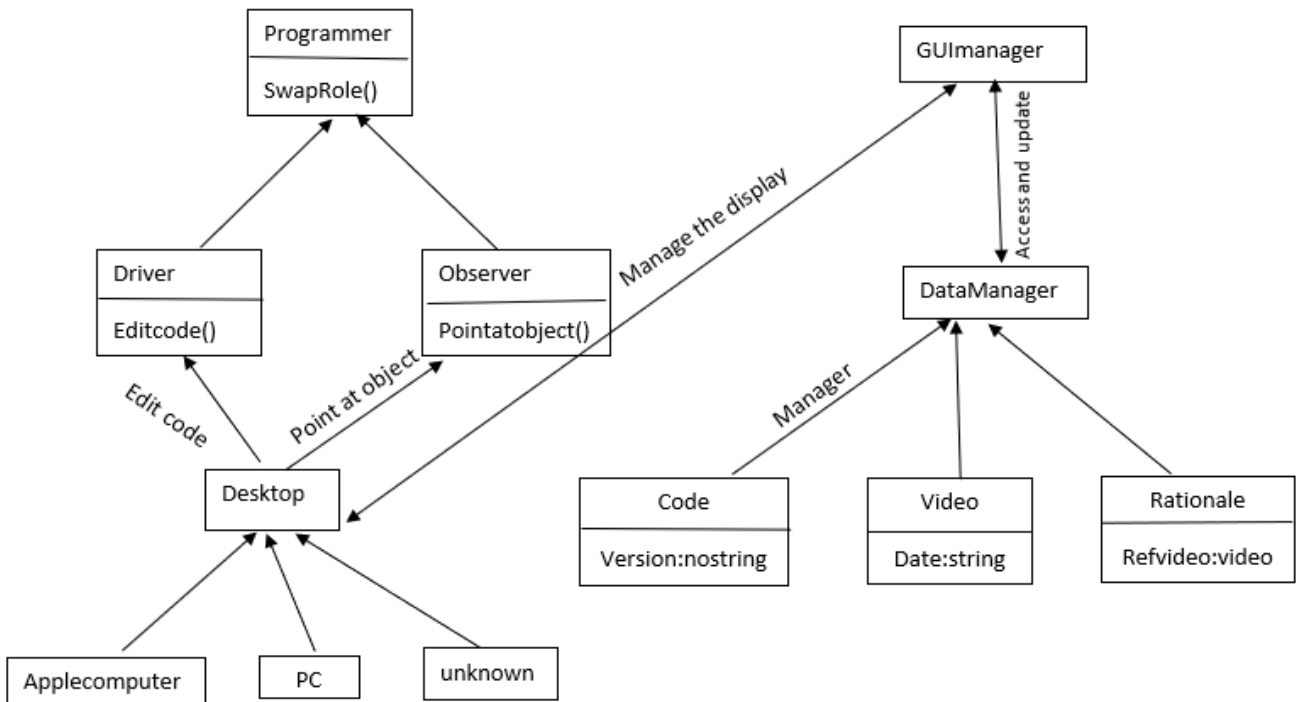 Programmer
SwapRole()
GUImanager
Access and update
Manage the display
Driver
Editcode()
Observer
Pointatobject()
DataManager
Edit code
Point at object
Manager
Desktop
Code
Version:nostring
Video
Date:string
Rationale
Refvideo:video
Applecomputer
PC
unknown